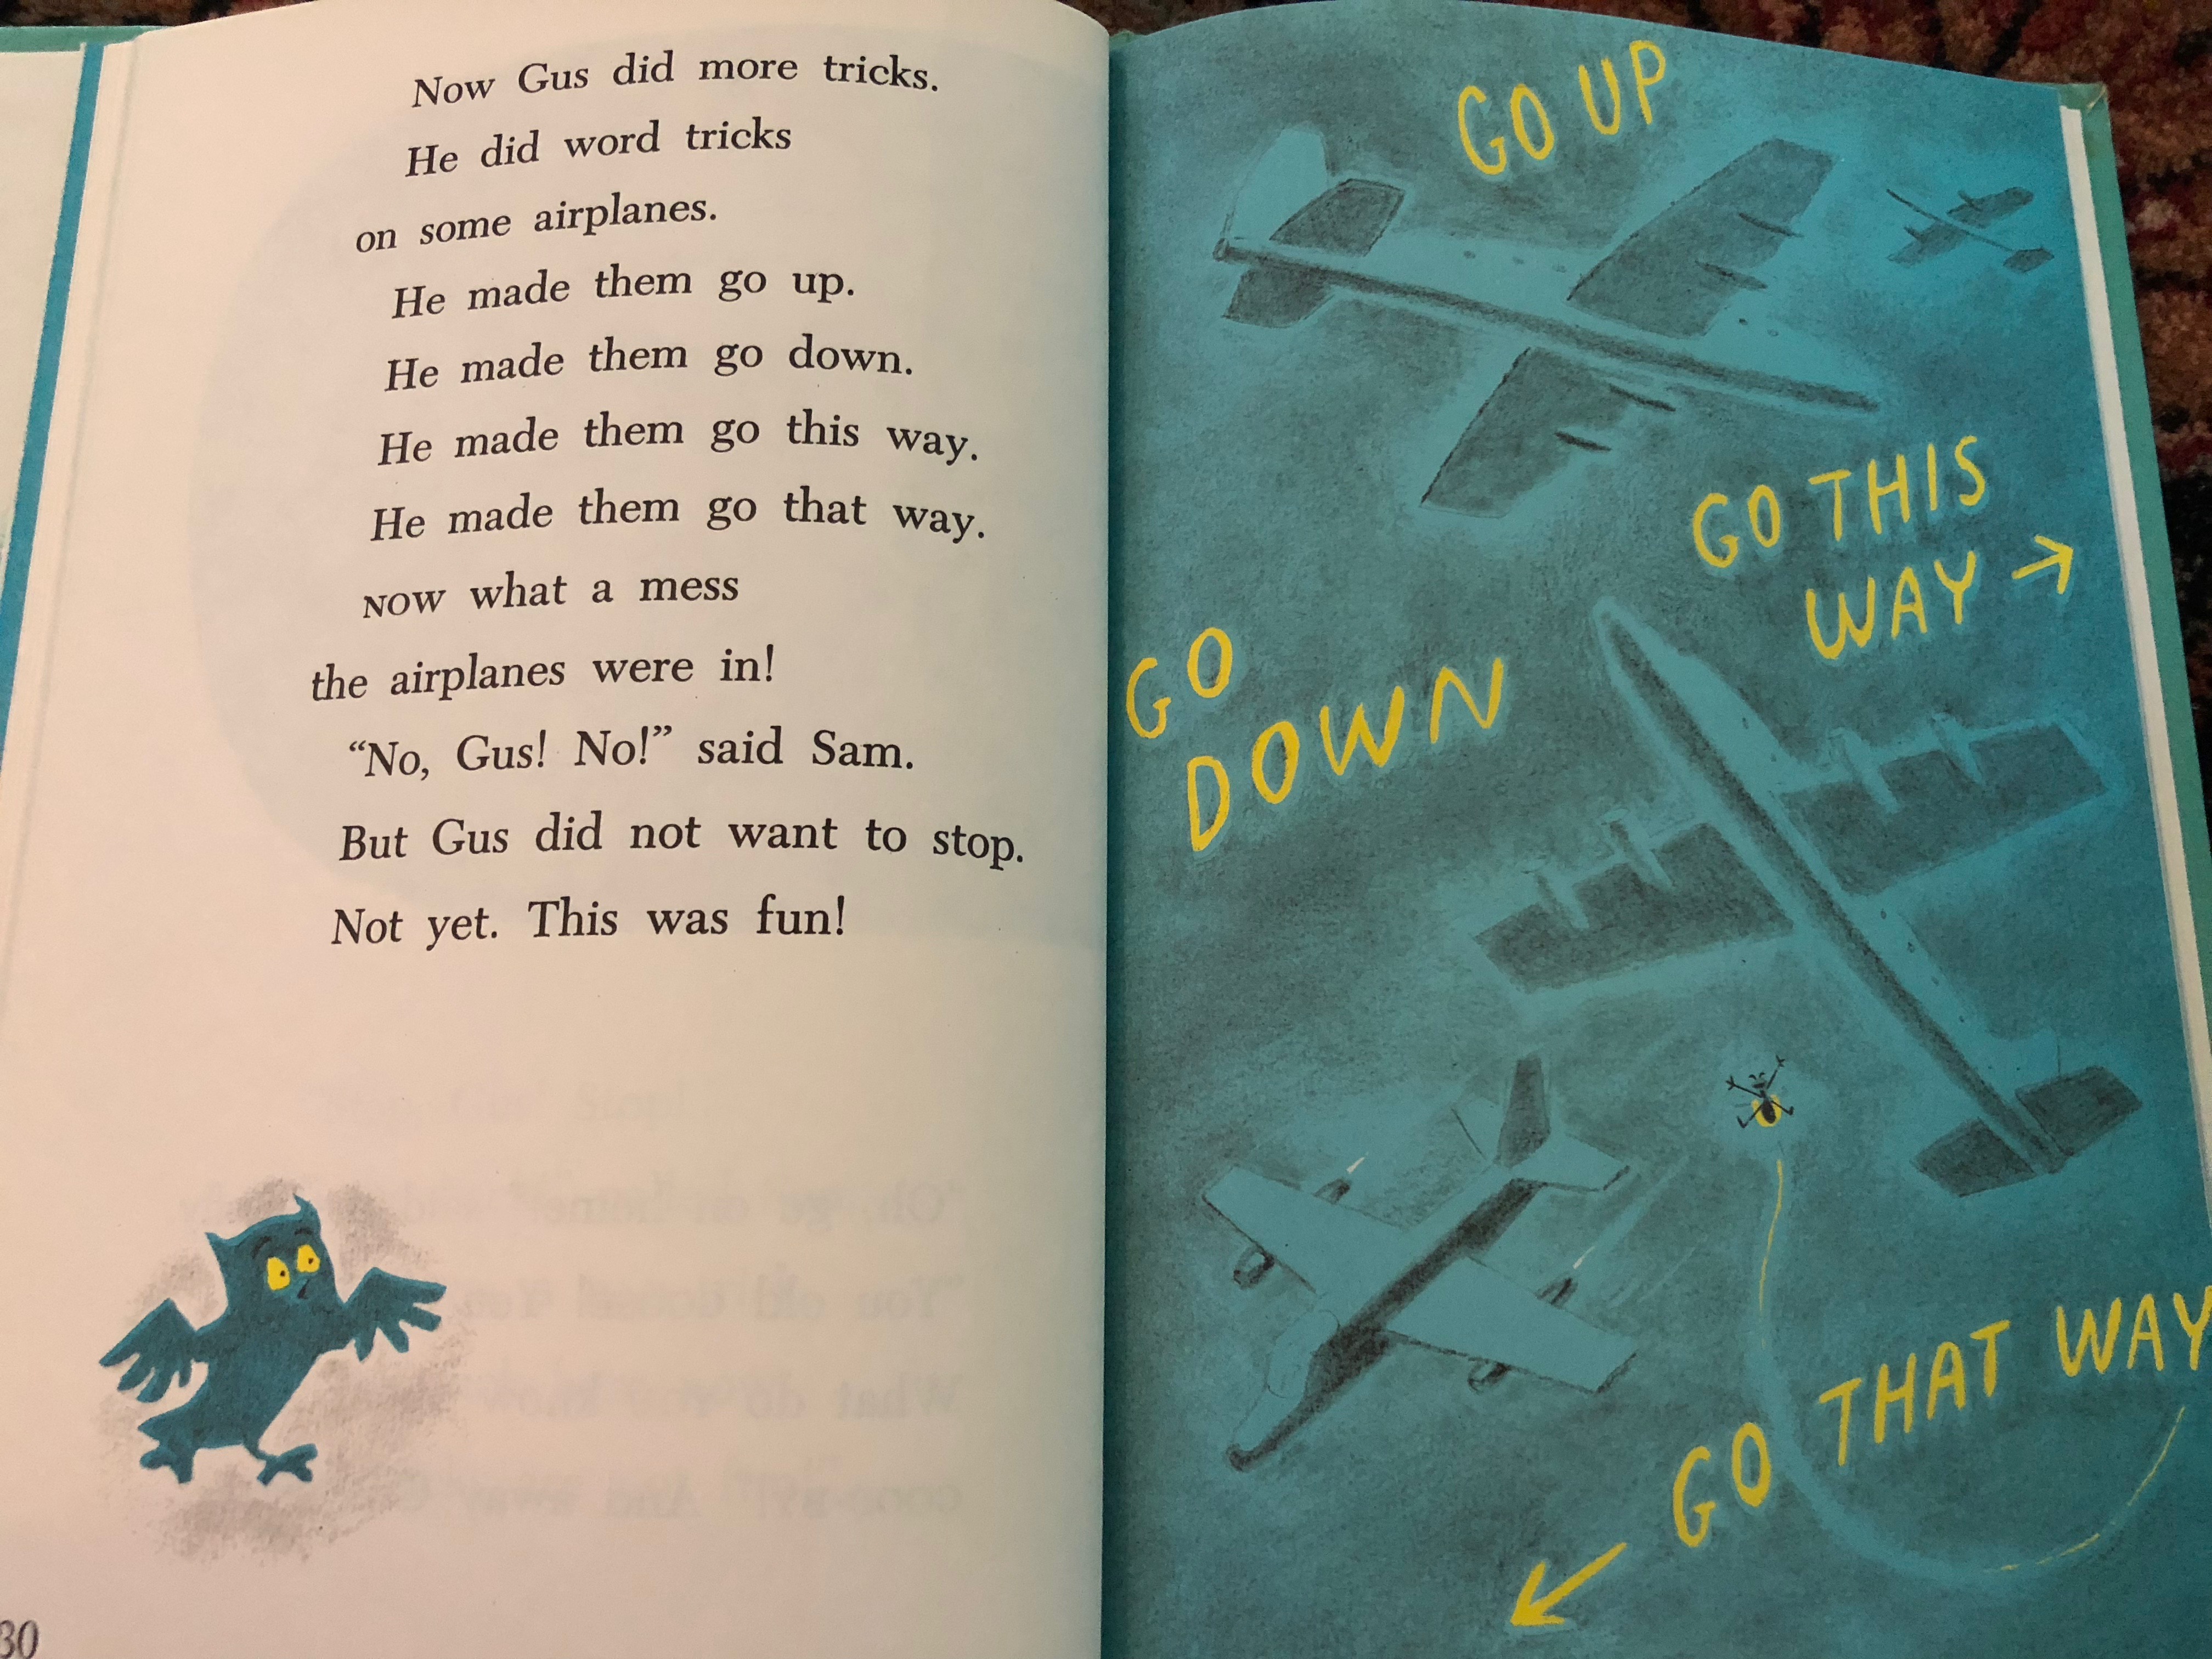 Now Gus did more tricks.
He did word tricks
on some airplanes.
He made them go up.
He made them go down.
He made them go this way.
He made them go that way.
NOW what a mess
the airplanes were in!
“No, Gus! No!” said Sam.
But Gus did not want to stop.
Not yet. This was fun!
30
GO UP
GO THIS
WAY →
GO
DOWN
GO THAT WAY
←